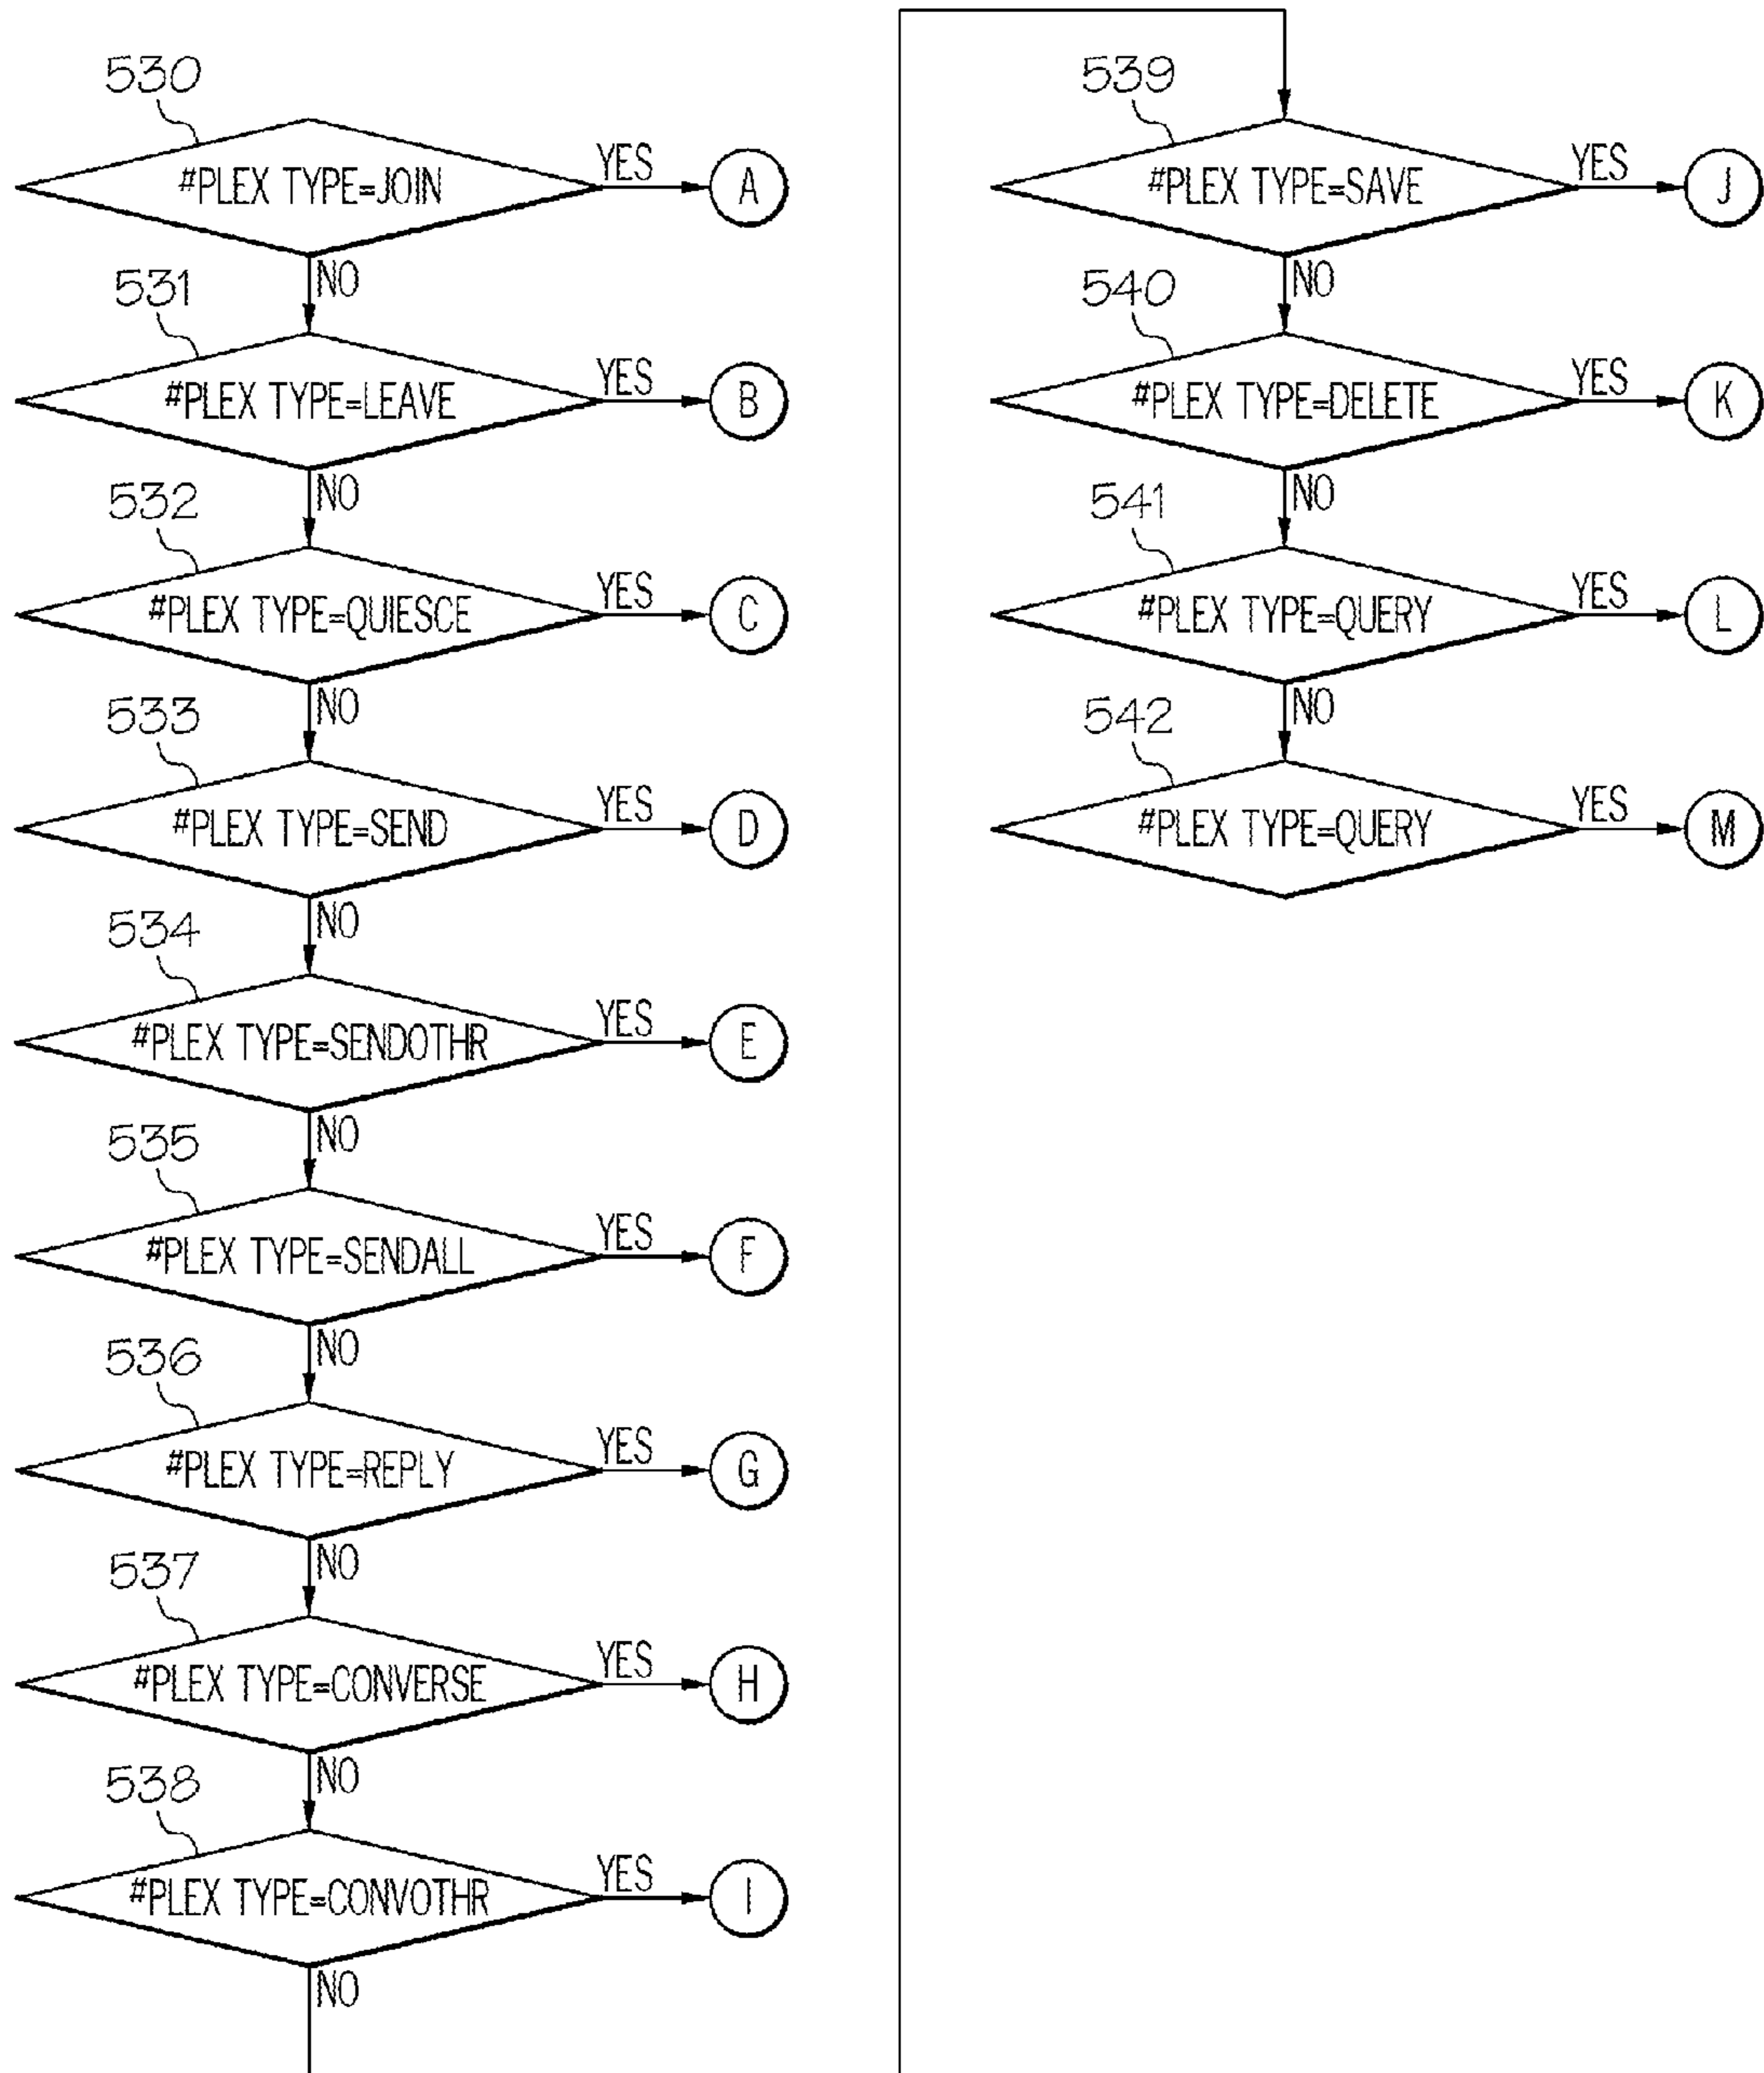 530
#PLEX TYPE=JOIN
YES
A
NO
531
#PLEX TYPE=LEAVE
YES
B
NO
532
#PLEX TYPE=QUIESCE
YES
C
NO
533
#PLEX TYPE=SEND
YES
D
NO
534
#PLEX TYPE=SENDOTHR
YES
E
NO
535
#PLEX TYPE=SENDALL
YES
F
NO
536
#PLEX TYPE=REPLY
YES
G
NO
537
#PLEX TYPE=CONVERSE
YES
H
NO
538
#PLEX TYPE=CONVOTHR
YES
I
NO
539
#PLEX TYPE=SAVE
YES
J
NO
540
#PLEX TYPE=DELETE
YES
K
NO
541
#PLEX TYPE=QUERY
YES
L
NO
542
#PLEX TYPE=QUERY
YES
M